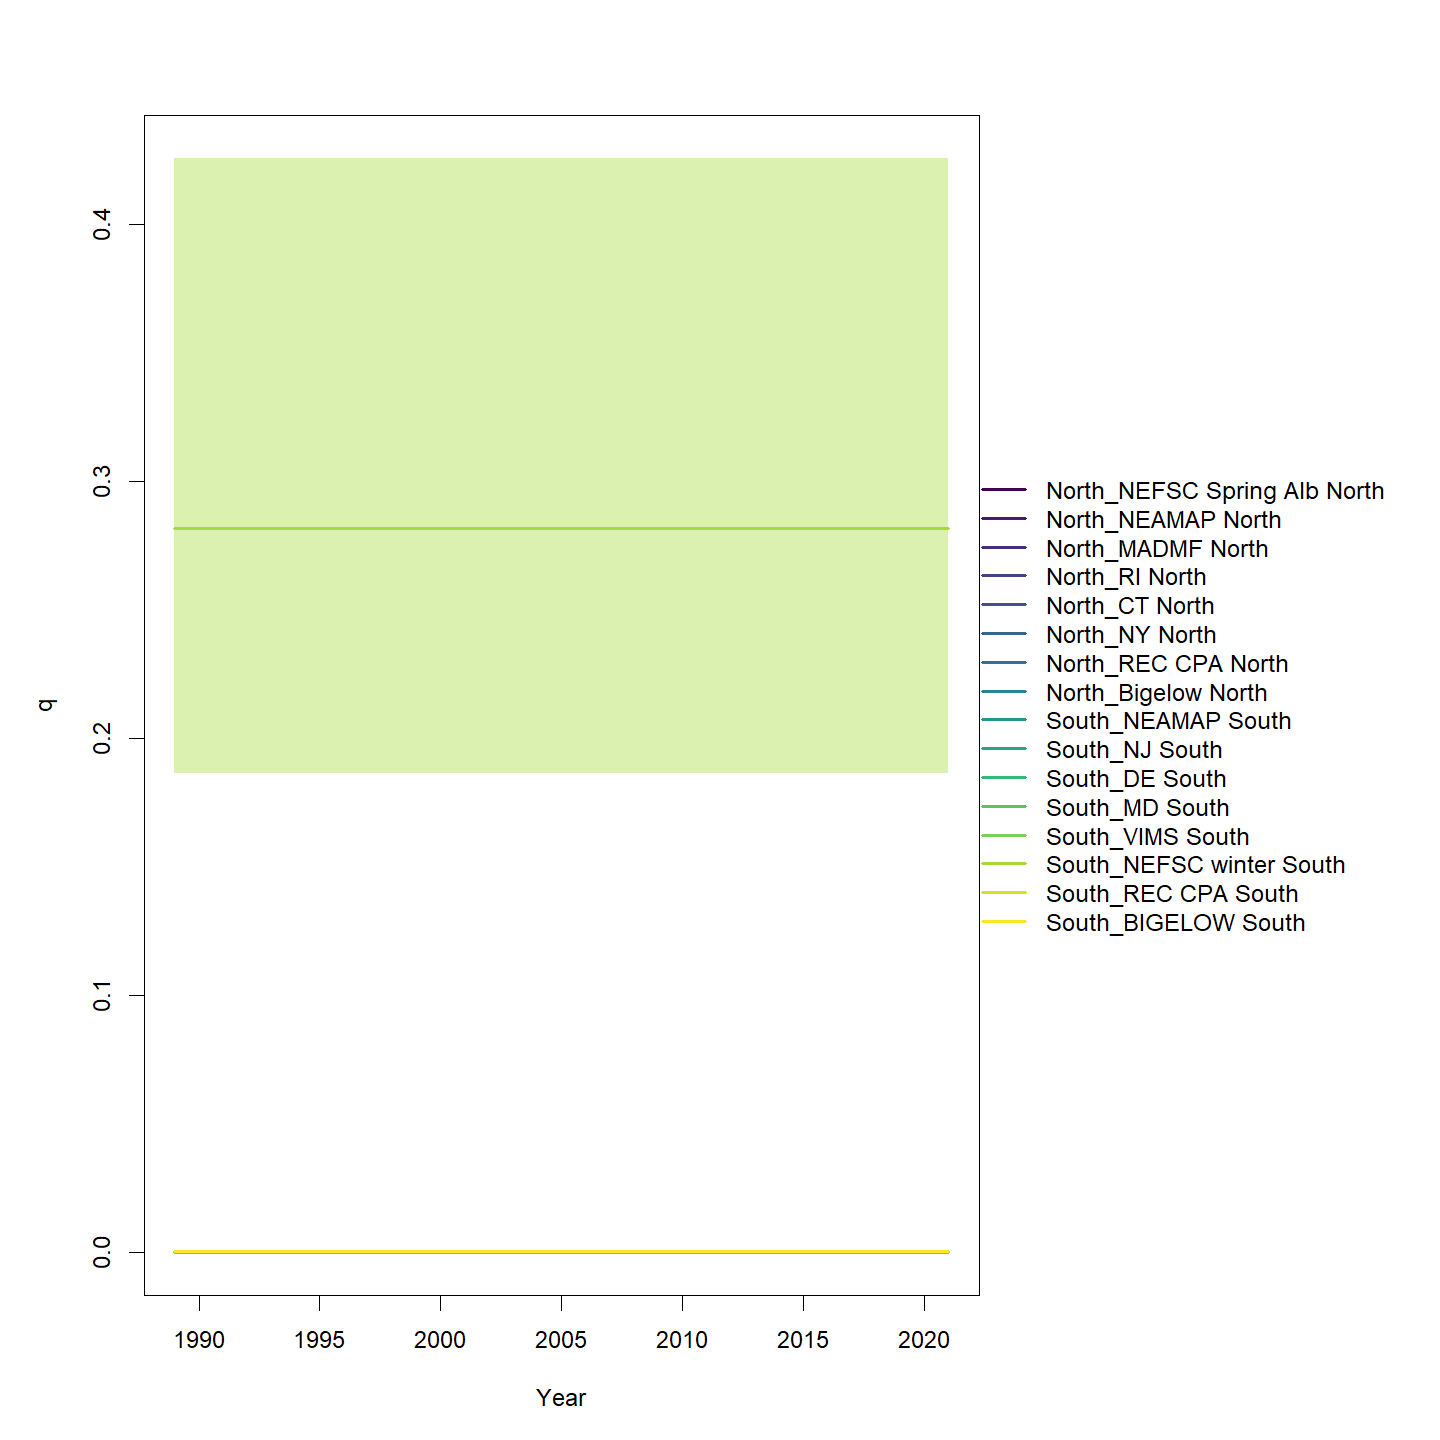 0.4
0.3
0.2
0.1
0.0
q
1990 1995 2000 2005 2010 2015 2020
Year
North_NEFSC Spring Alb North
North_NEAMAP North
North_MADMF North
North_RI North
North_CT North
North_NY North
North_REC CPA North
North_Bigelow North
South_NEAMAP South
South_NJ South
South_DE South
South_MD South
South_VIMS South
South_NEFSC winter South
South_REC CPA South
South_BIGELOW South